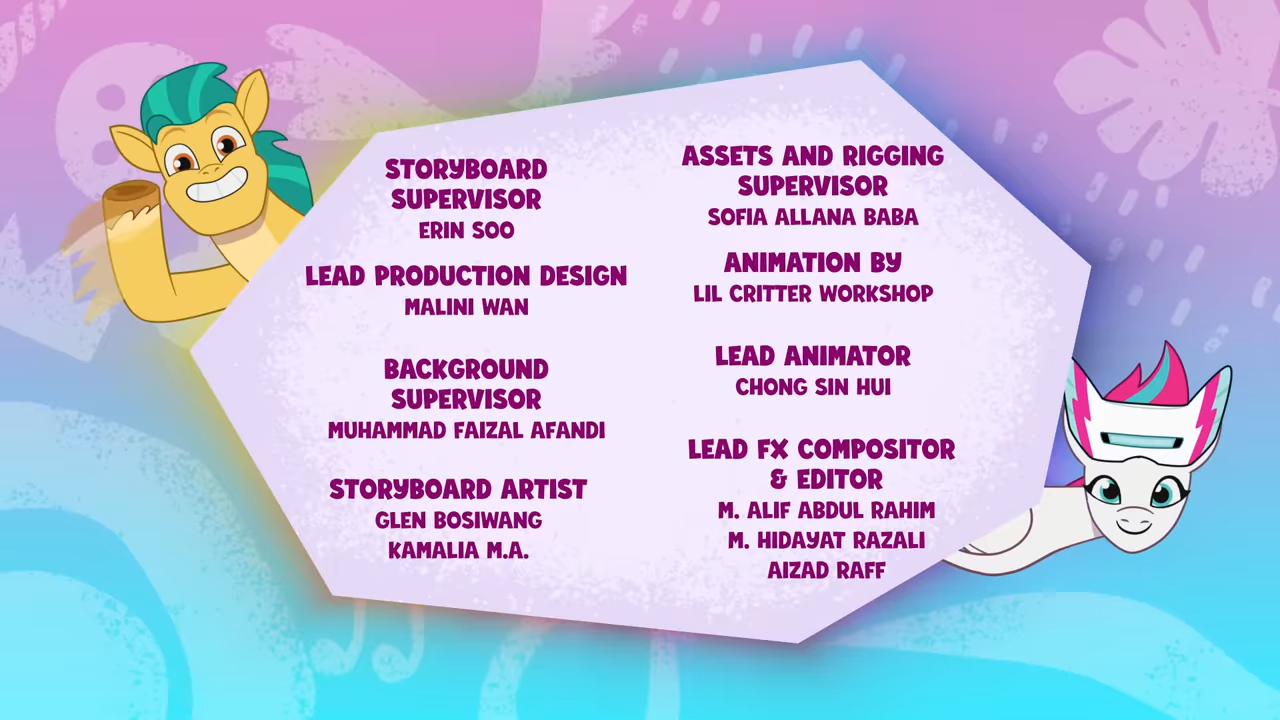 STORYBOARD
SUPERVISOR
ERIN SOO
LEAD PRODUCTION DESIGN
MALINI WAN
BACKGROUND
SUPERVISOR
MUHAMMAD FAIZAL AFANDI
STORYBOARD ARTIST
GLEN BOSIWANG
KAMALIA M.A.
ASSETS AND RIGGING
SUPERVISOR
SOFIA ALLANA BABA
ANIMATION BY
LIL CRITTER WORKSHOP
LEAD ANIMATOR
CHONG SIN HUI
LEAD FX COMPOSITOR
& EDITOR
M. ALIF ABDUL RAHIM
M. HIDAYAT RAZALI
AIZAD RAFF